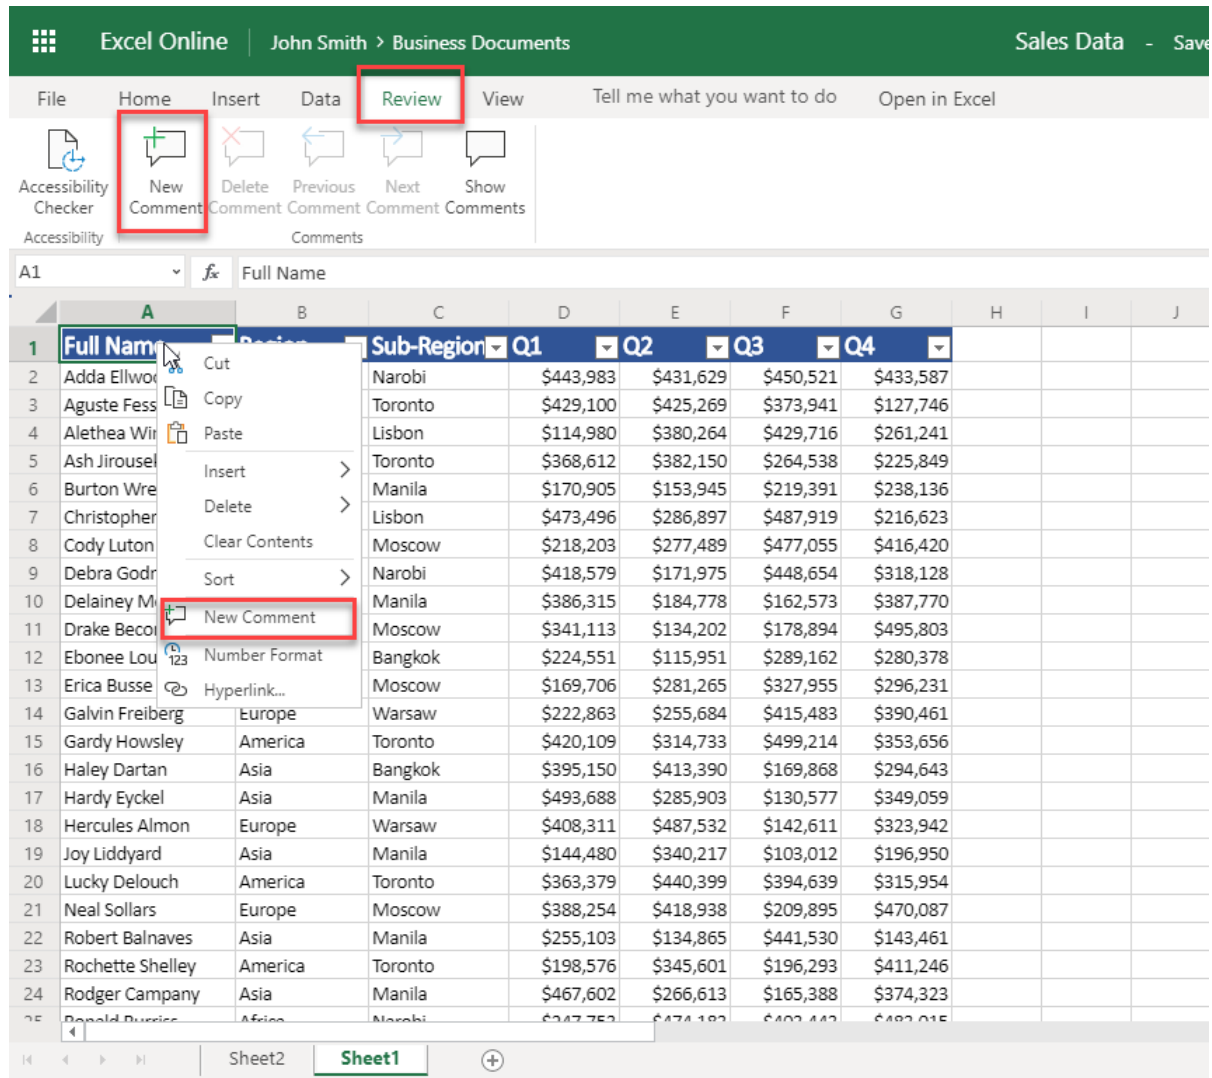 Excel Online John Smith > Business Documents Sales Data - Save
File Home Insert Data Review View Tell me what you want to do Open in Excel
Accessibility New Delete Previous Next Show
Checker Comment Comment Comment Comment Comments
Accessibility Comments
A1 fx Full Name
A B C D E F G H I J
1 Full Name Region Sub-Region Q1 Q2 Q3 Q4
Cut
2 Adda Narobi $443,983 $431,629 $450,521 $433,587
Copy
3 Aguste Toronto $429,100 $425,269 $373,941 $127,746
4 Alethea Lisbon $114,980 $380,264 $429,716 $261,241
Paste
5 Ash Toronto $368,612 $382,150 $264,538 $225,849
Insert
6 Burton Manila $170,905 $153,945 $219,391 $238,136
Delete
7 Christopher Lisbon $473,496 $286,897 $487,919 $216,623
Clear Contents
8 Cody Luton Moscow $218,203 $277,489 $477,055 $416,420
9 Debra Narobi $418,579 $171,975 $448,654 $318,128
Sort
10 Delainey Manila $386,315 $184,778 $162,573 $387,770
New Comment
11 Drake Moscow $341,113 $134,202 $178,894 $495,803
12 Ebonee Bangkok $224,551 $115,951 $289,162 $280,378
123 Number Format
13 Erica Busse Moscow $169,706 $281,265 $327,955 $296,231
Hyperlink...
14 Galvin Freiberg Europe Warsaw $222,863 $255,684 $415,483 $390,461
15 Gardy Howsley America Toronto $420,109 $314,733 $499,214 $353,656
16 Haley Dartan Asia Bangkok $395,150 $413,390 $169,868 $294,643
17 Hardy Eyckel Asia Manila $493,688 $285,903 $130,577 $349,059
18 Hercules Almon Europe Warsaw $408,311 $487,532 $142,611 $323,942
19 Joy Liddyard Asia Manila $144,480 $340,217 $103,012 $196,950
20 Lucky Delouch America Toronto $363,379 $440,399 $394,639 $315,954
21 Neal Sollars Europe Moscow $388,254 $418,938 $209,895 $470,087
22 Robert Balnaves Asia Manila $255,103 $134,865 $441,530 $143,461
23 Rochette Shelley America Toronto $198,576 $345,601 $196,293 $411,246
24 Rodger Campany Asia Manila $467,602 $266,613 $165,388 $374,323
25 Africa Narobi
Sheet2 Sheet1